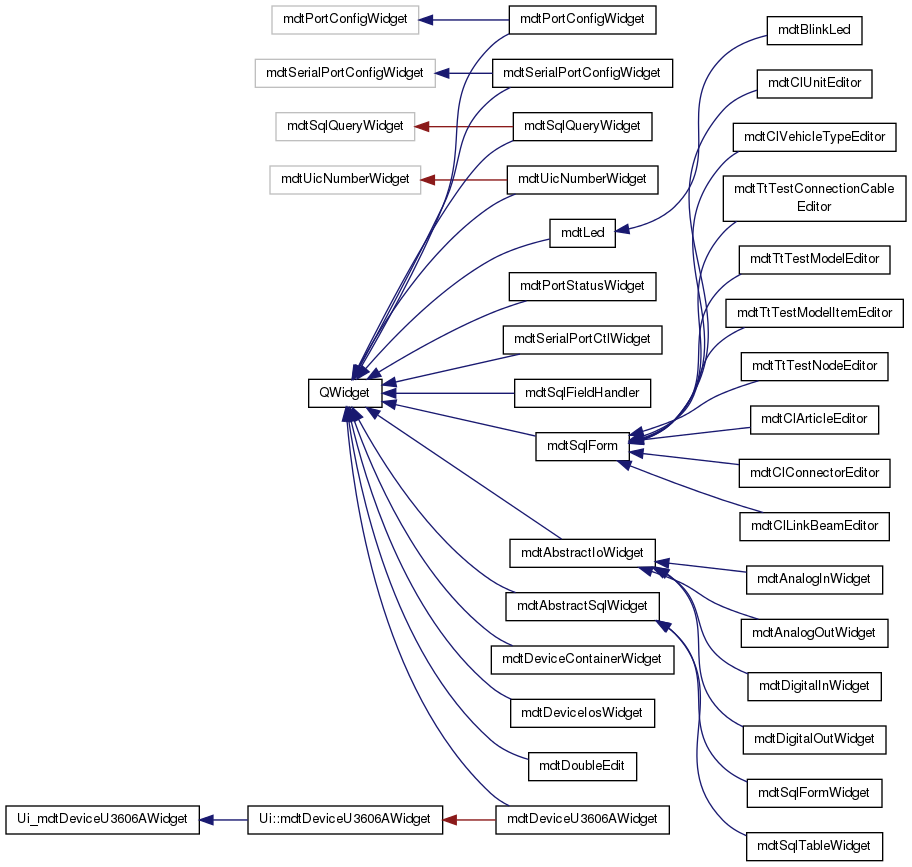 mdtPortConfigWidget
mdtPortConfigWidget
mdtBlinkLed
mdtSerialPortConfigWidget
mdtSerialPortConfigWidget
mdtClUnitEditor
mdtSqlQueryWidget
mdtSqlQueryWidget
mdtClVehicleTypeEditor
mdtUicNumberWidget
mdtUicNumberWidget
mdtTtTestConnectionCable
Editor
mdtLed
mdtTtTestModelEditor
mdtPortStatusWidget
mdtTtTestModelItemEditor
mdtSerialPortCtlWidget
mdtTtTestNodeEditor
QWidget
mdtSqlFieldHandler
mdtClArticleEditor
mdtSqlForm
mdtClConnectorEditor
mdtClLinkBeamEditor
mdtAbstractIoWidget
mdtAnalogInWidget
mdtAbstractSqlWidget
mdtAnalogOutWidget
mdtDeviceContainerWidget
mdtDigitalInWidget
mdtDeviceIosWidget
mdtDigitalOutWidget
mdtDoubleEdit
mdtSqlFormWidget
Ui_mdtDeviceU3606AWidget
Ui::mdtDeviceU3606AWidget
mdtDeviceU3606AWidget
mdtSqlTableWidget